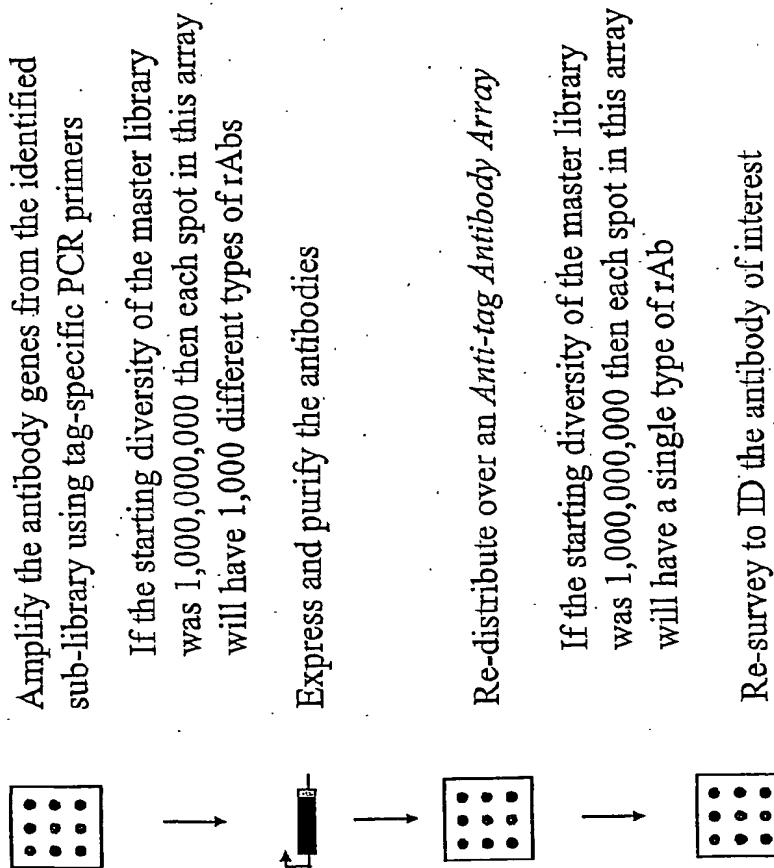 Amplify the antibody genes from the identified
sub-library using tag-specific PCR primers
If the starting diversity of the master library
was 1,000,000,000 then each spot in this array
will have 1,000 different types of rAbs
Express and purify the antibodies
Re-distribute over an Anti-tag Antibody Array
If the starting diversity of the master library
was 1,000,000,000 then each spot in this array
will have a single type of rAb
Re-survey to ID the antibody of interest